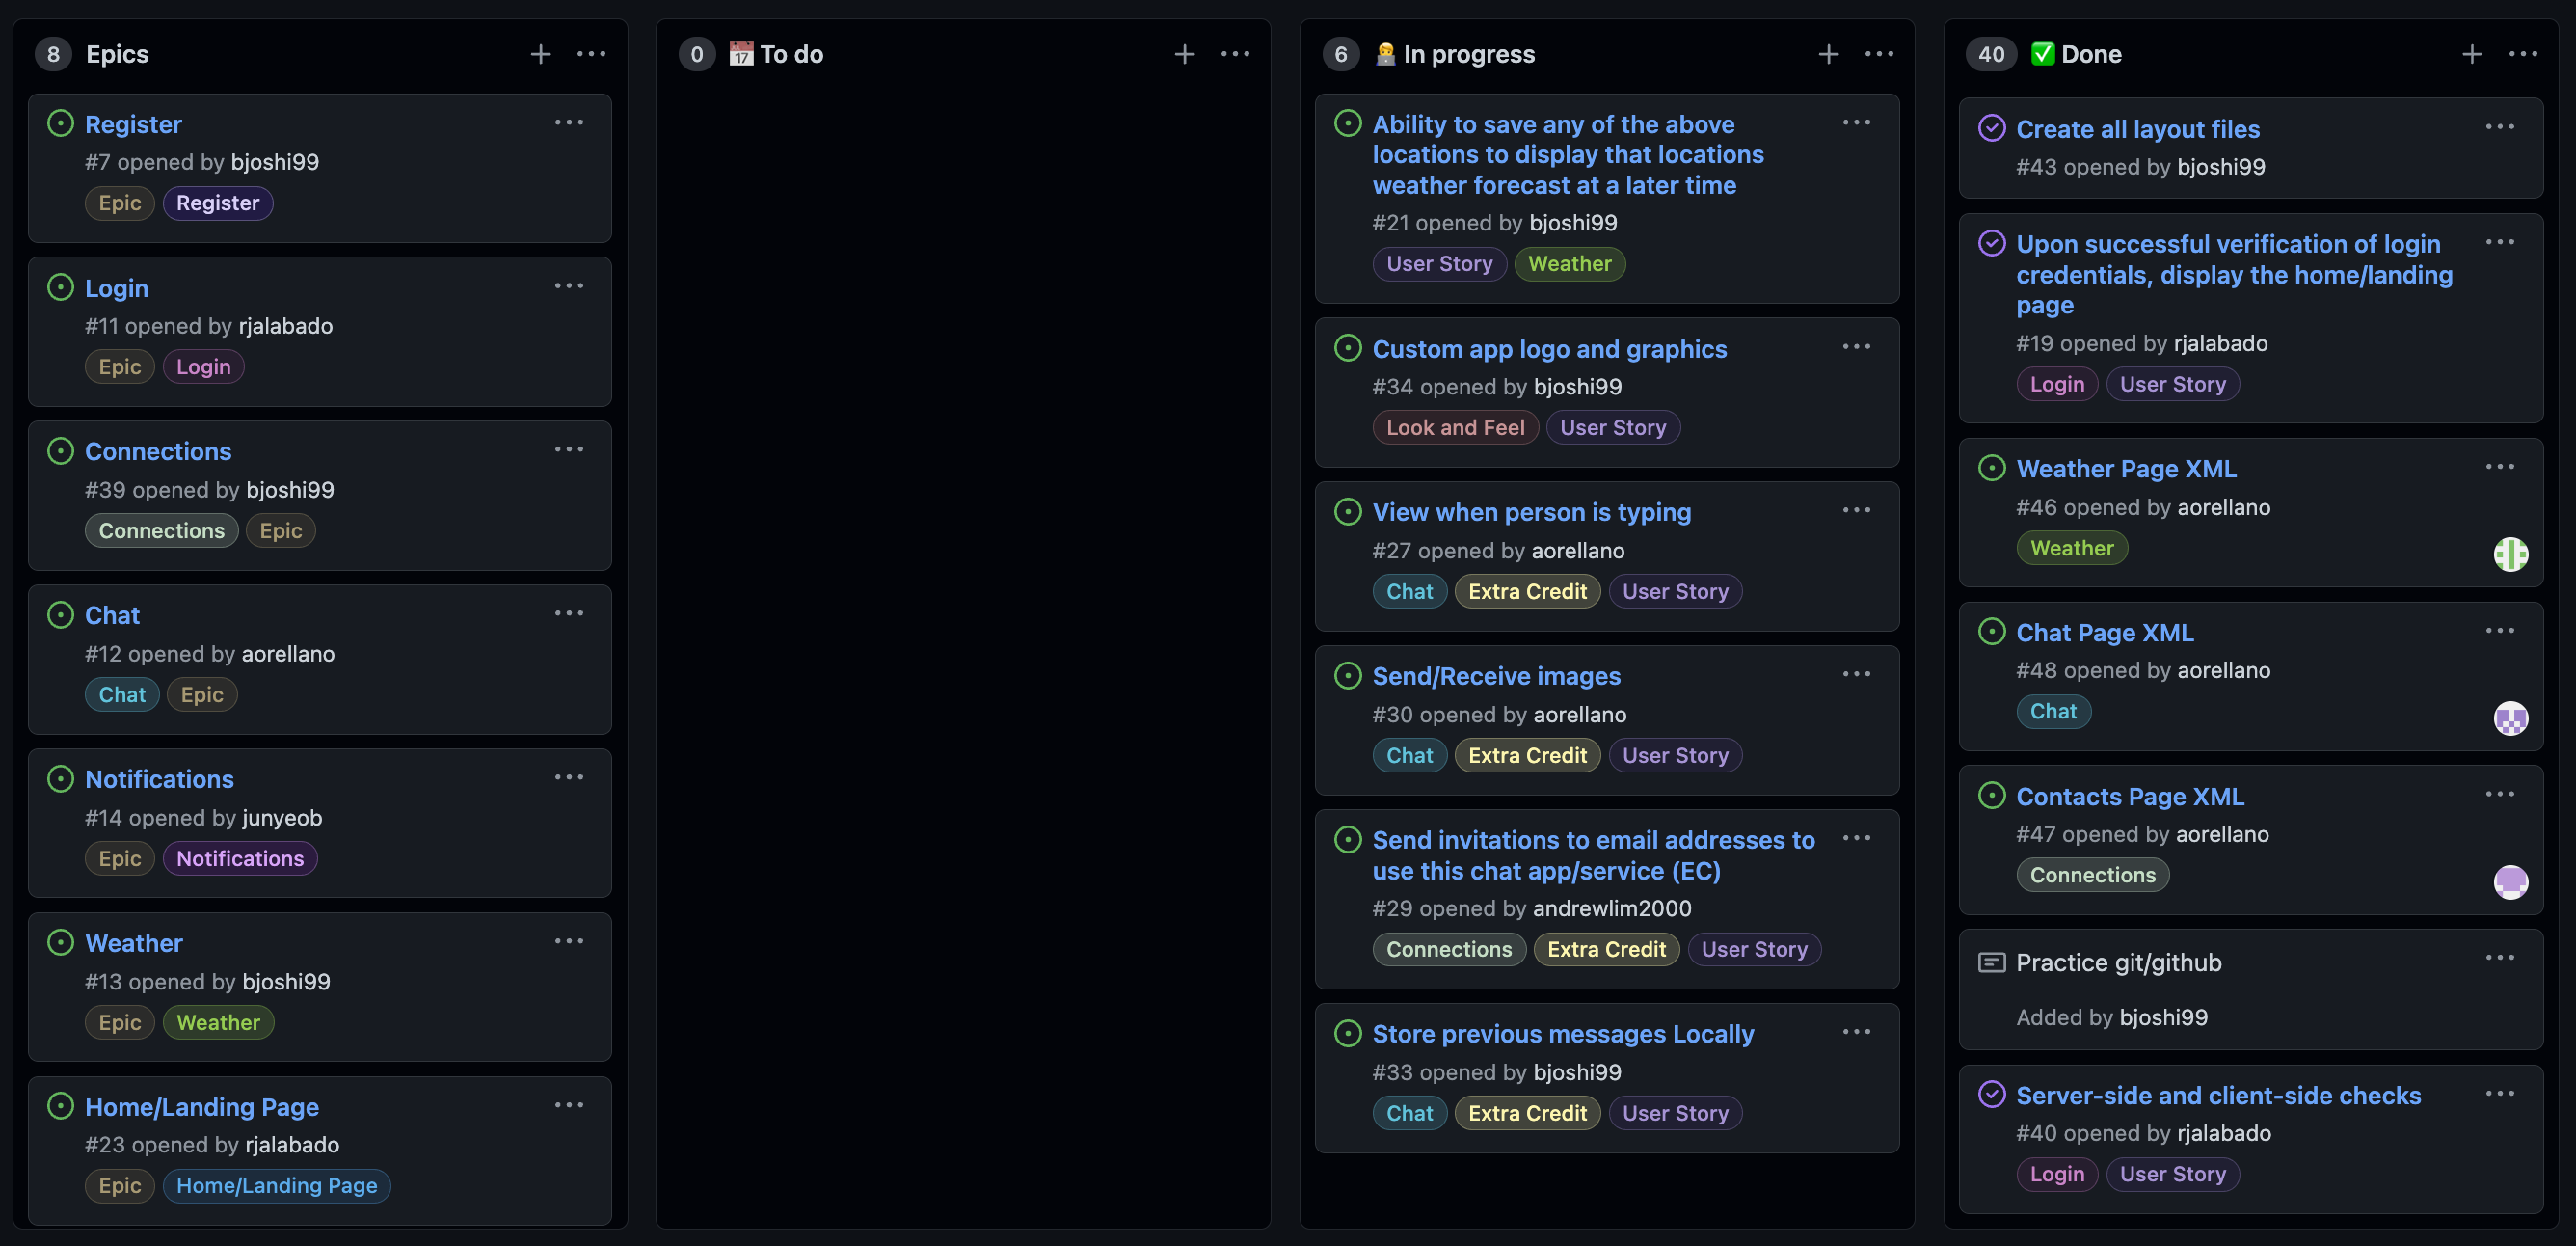 8 Epics
Register
#7 opened by bjoshi99
Epic Register
Login
#11 opened by rjalabado
Epic Login
Connections
#39 opened by bjoshi99
Connections Epic
Chat
#12 opened by aorellano
Chat Epic
Notifications
#14 opened by junyeob
Epic Notifications
Weather
#13 opened by bjoshi99
Epic Weather
Home/Landing Page
#23 opened by rjalabado
Epic Home/Landing Page
0 📅 To do
6 🧑‍💻 In progress
Ability to save any of the above
locations to display that locations
weather forecast at a later time
#21 opened by bjoshi99
User Story Weather
Custom app logo and graphics
#34 opened by bjoshi99
Look and Feel User Story
View when person is typing
#27 opened by aorellano
Chat Extra Credit User Story
Send/Receive images
#30 opened by aorellano
Chat Extra Credit User Story
Send invitations to email addresses to
use this chat app/service (EC)
#29 opened by andrewlim2000
Connections Extra Credit User Story
Store previous messages Locally
#33 opened by bjoshi99
Chat Extra Credit User Story
40 ✅ Done
Create all layout files
#43 opened by bjoshi99
Upon successful verification of login
credentials, display the home/landing
page
#19 opened by rjalabado
Login User Story
Weather Page XML
#46 opened by aorellano
Weather
Chat Page XML
#48 opened by aorellano
Chat
Contacts Page XML
#47 opened by aorellano
Connections
Practice git/github
Added by bjoshi99
Server-side and client-side checks
#40 opened by rjalabado
Login User Story